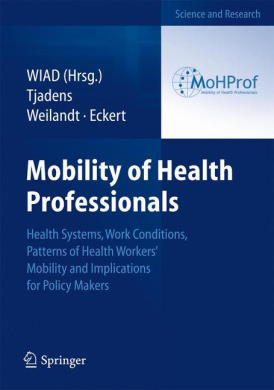 Science and Research
WIAD (Hrsg.)
Tjadens
Weilandt · Eckert
MoHProf
Mobility of Health Professionals
Mobility of Health
Professionals
Health Systems, Work Conditions,
Patterns of Health Workers'
Mobility and Implications
for Policy Makers
Springer